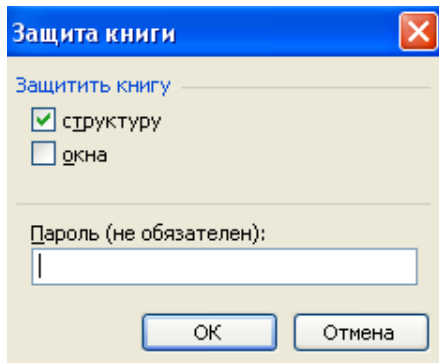 Защита книги
Защитить книгу
структуру
окна
Пароль (не обязателен):
ОК
Отмена